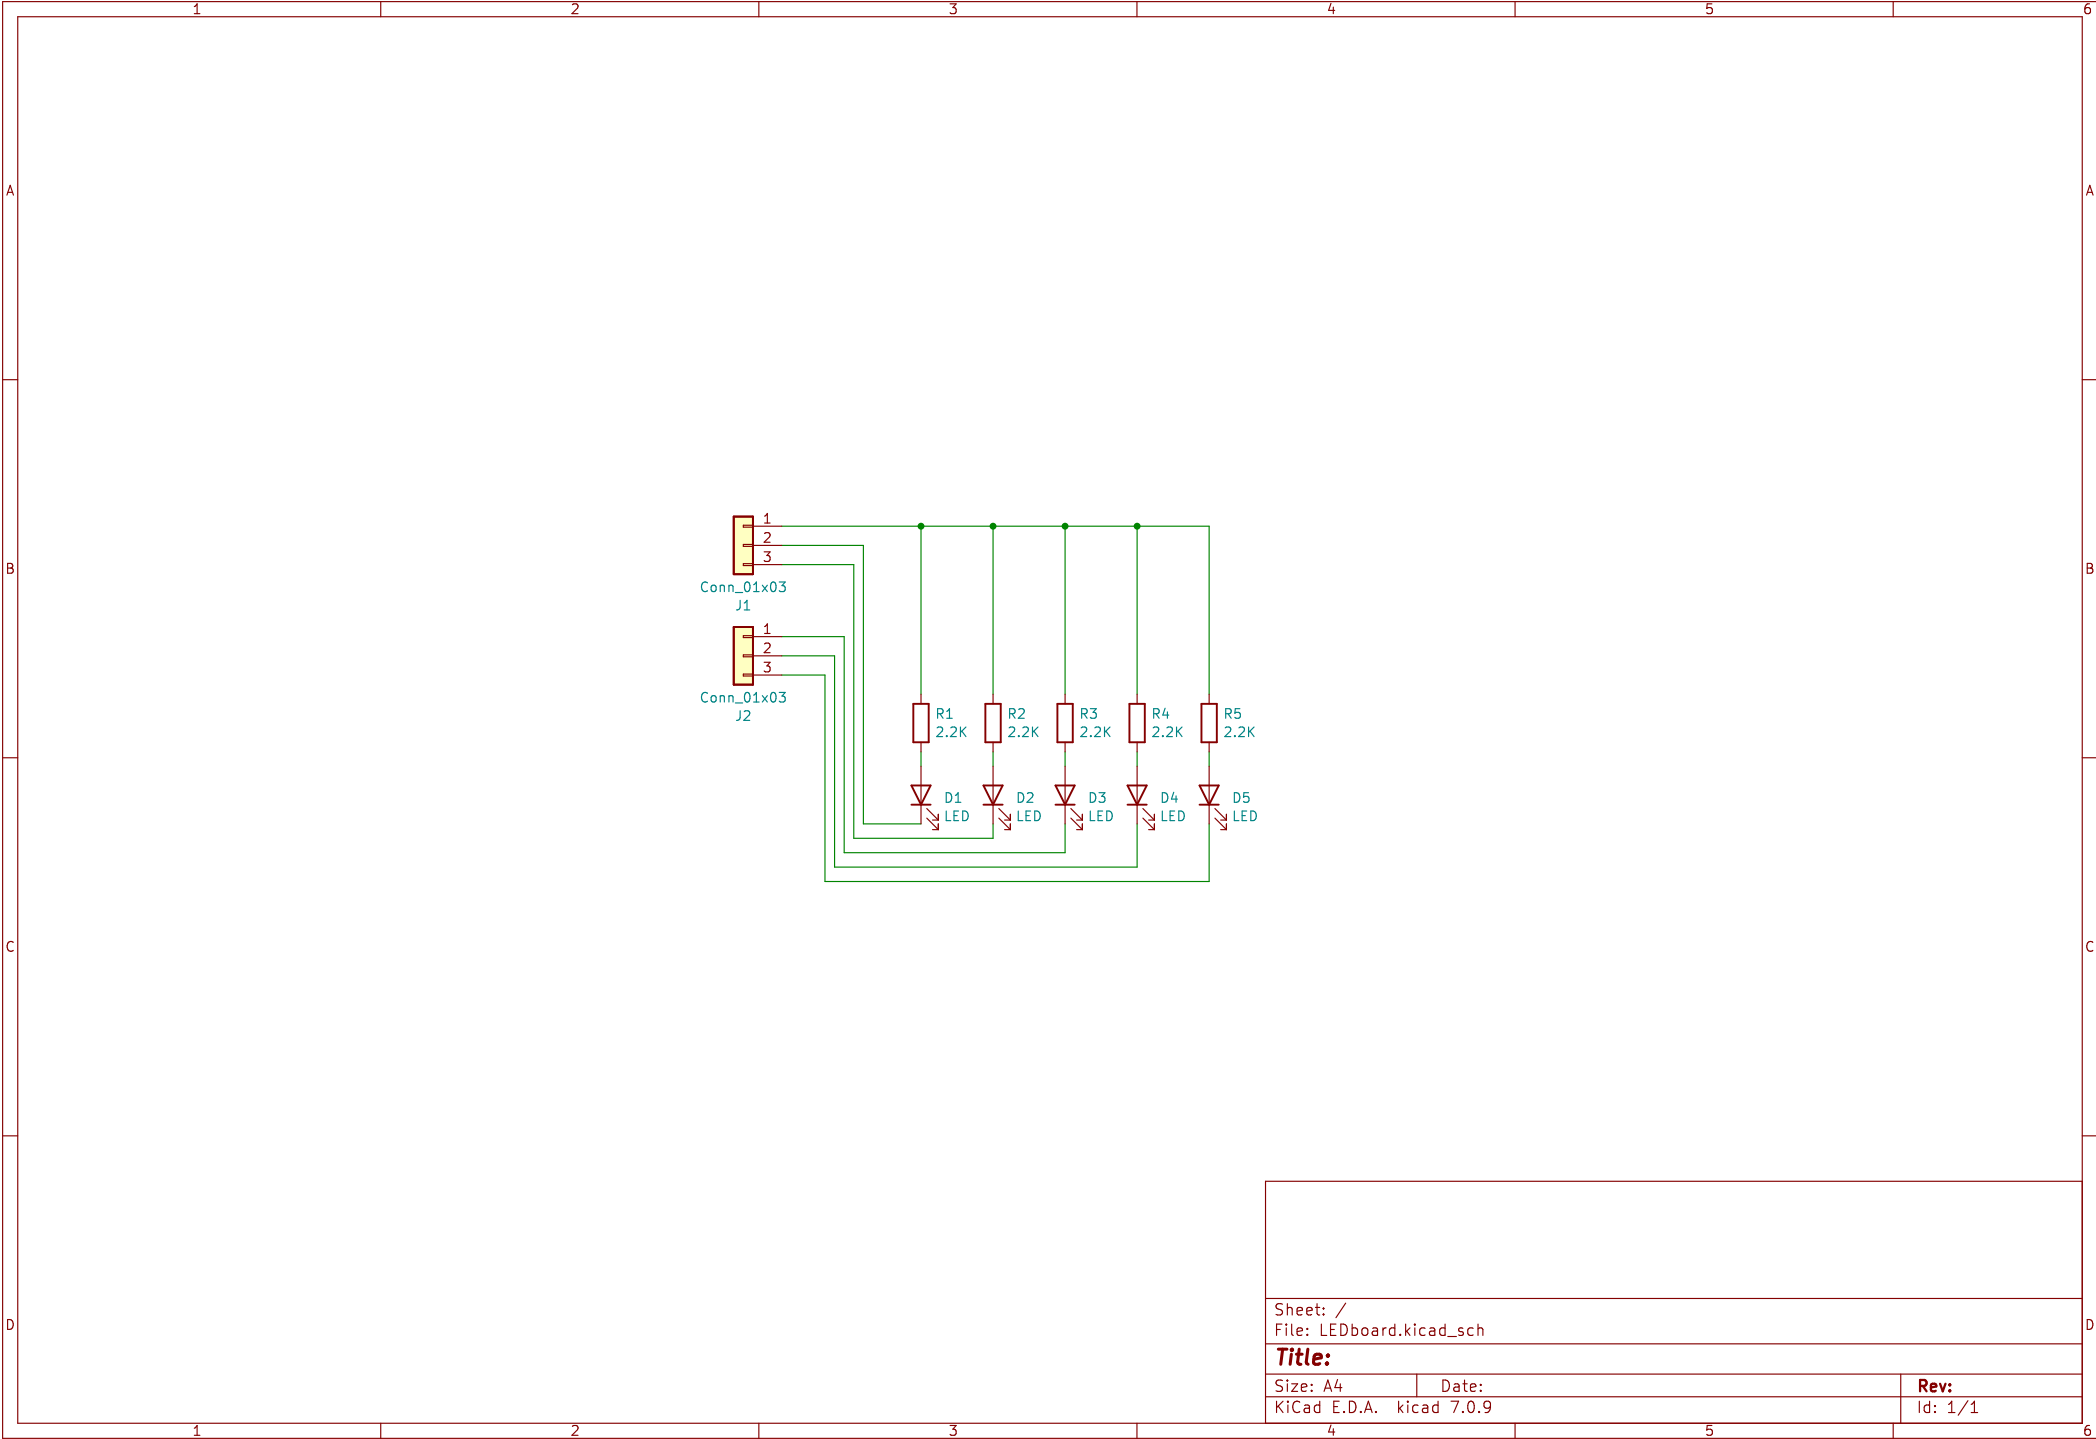 1 2 3 4 5 6
A A
B B
C C
D D
1
2
3
Conn_01x03
J1
1
2
3
Conn_01x03
J2
R1 R2 R3 R4 R5
2.2K 2.2K 2.2K 2.2K 2.2K
D1 D2 D3 D4 D5
LED LED LED LED LED
Sheet: /
File: LEDboard.kicad_sch
Title:
Size: A4 Date: Rev:
KiCad E.D.A. kicad 7.0.9 Id: 1/1
1 2 3 4 5 6